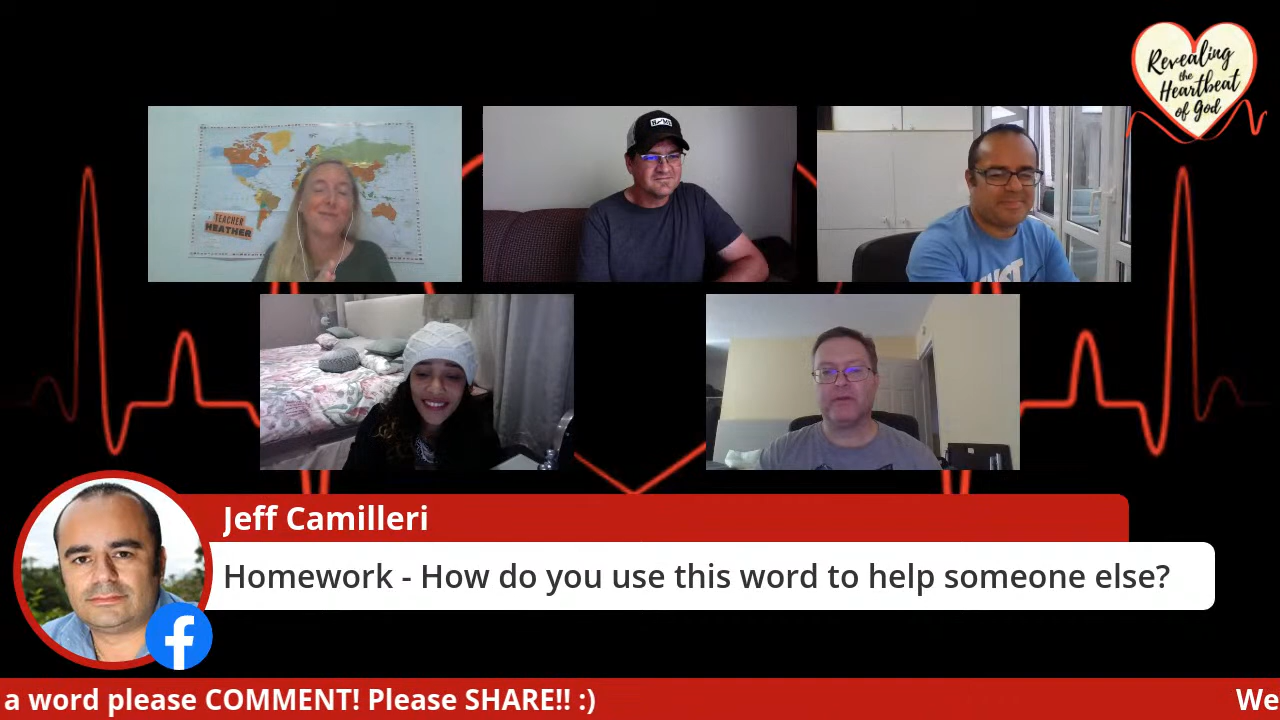 Revealing
the
Heartbeat
of God
TEACHER
HEATHER
Jeff Camilleri
Homework - How do you use this word to help someone else?
a word please COMMENT! Please SHARE!! :)
We